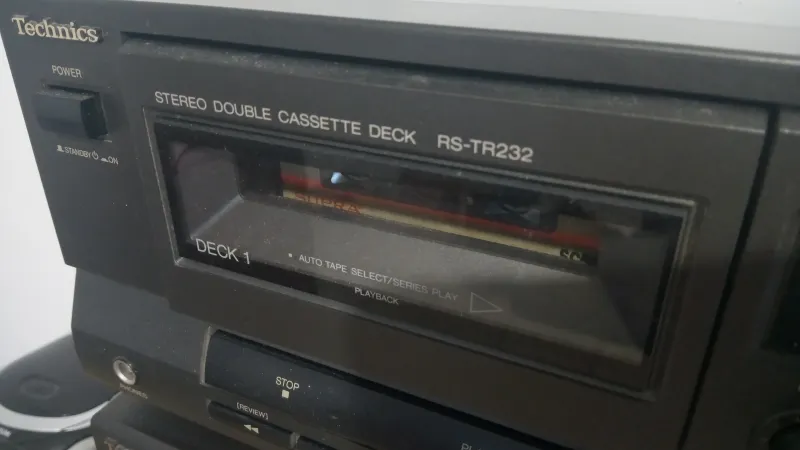 Technics
POWER
STANDBY ON
STEREO DOUBLE CASSETTE DECK RS-TR232
DECK 1
AUTO TAPE SELECT/SERIES PLAY
PLAYBACK
PHONES
STOP
[REVIEW]